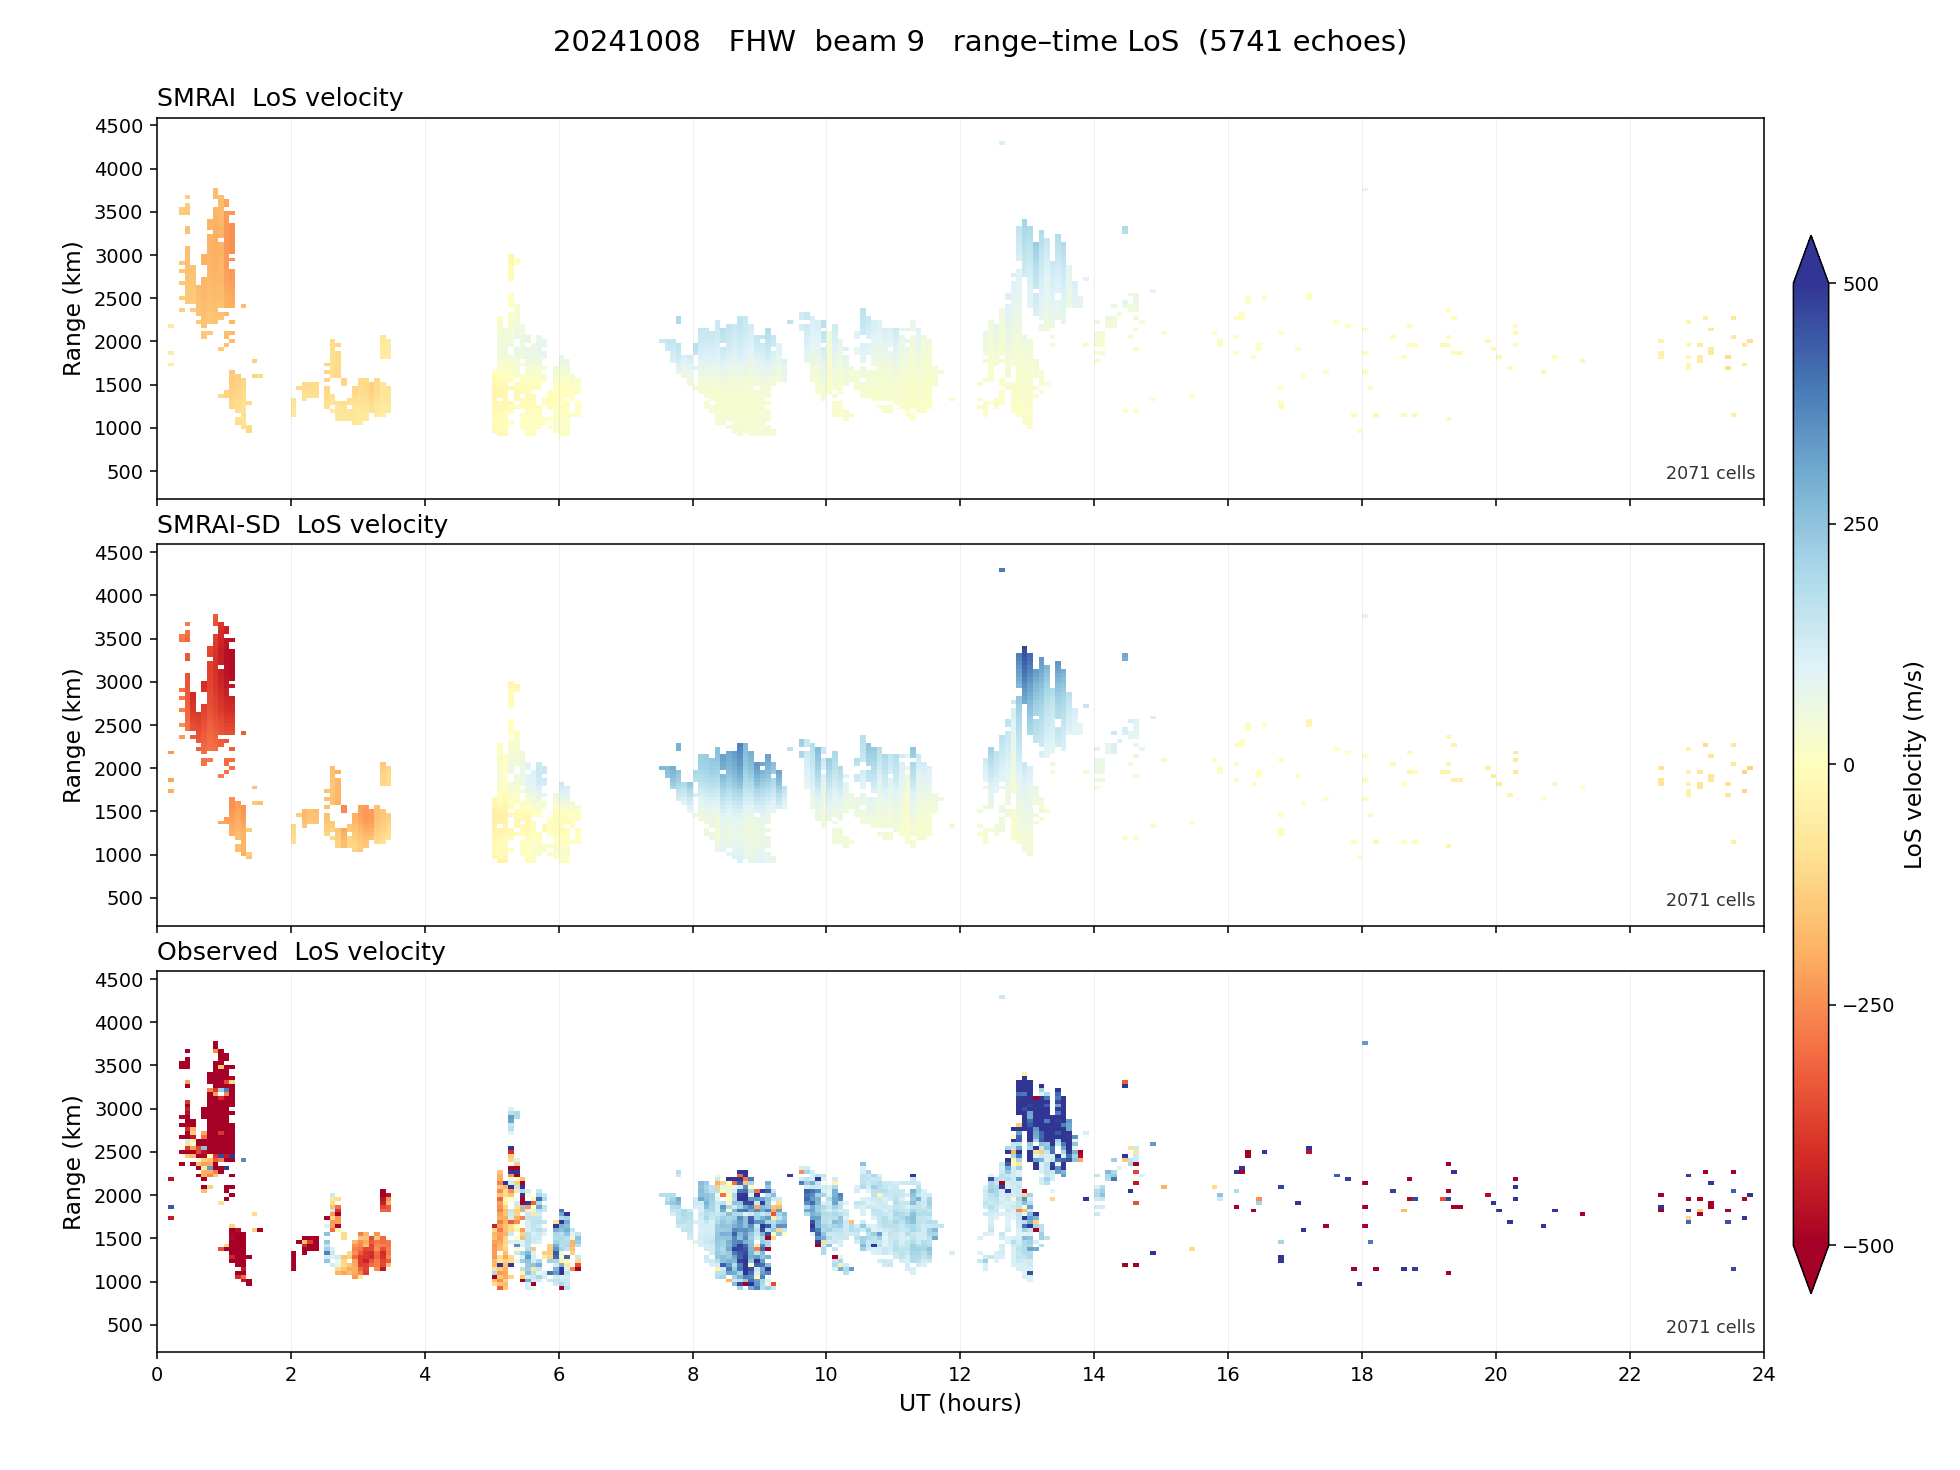 20241008   FHW  beam 9   range–time LoS  (5741 echoes)
SMRAI  LoS velocity
4500
4000
3500
3000
2500
2000
1500
1000
500
Range (km)
2071 cells
SMRAI-SD  LoS velocity
4500
4000
3500
3000
2500
2000
1500
1000
500
Range (km)
2071 cells
Observed  LoS velocity
4500
4000
3500
3000
2500
2000
1500
1000
500
Range (km)
2071 cells
0 2 4 6 8 10 12 14 16 18 20 22 24
UT (hours)
500
250
0
−250
−500
LoS velocity (m/s)